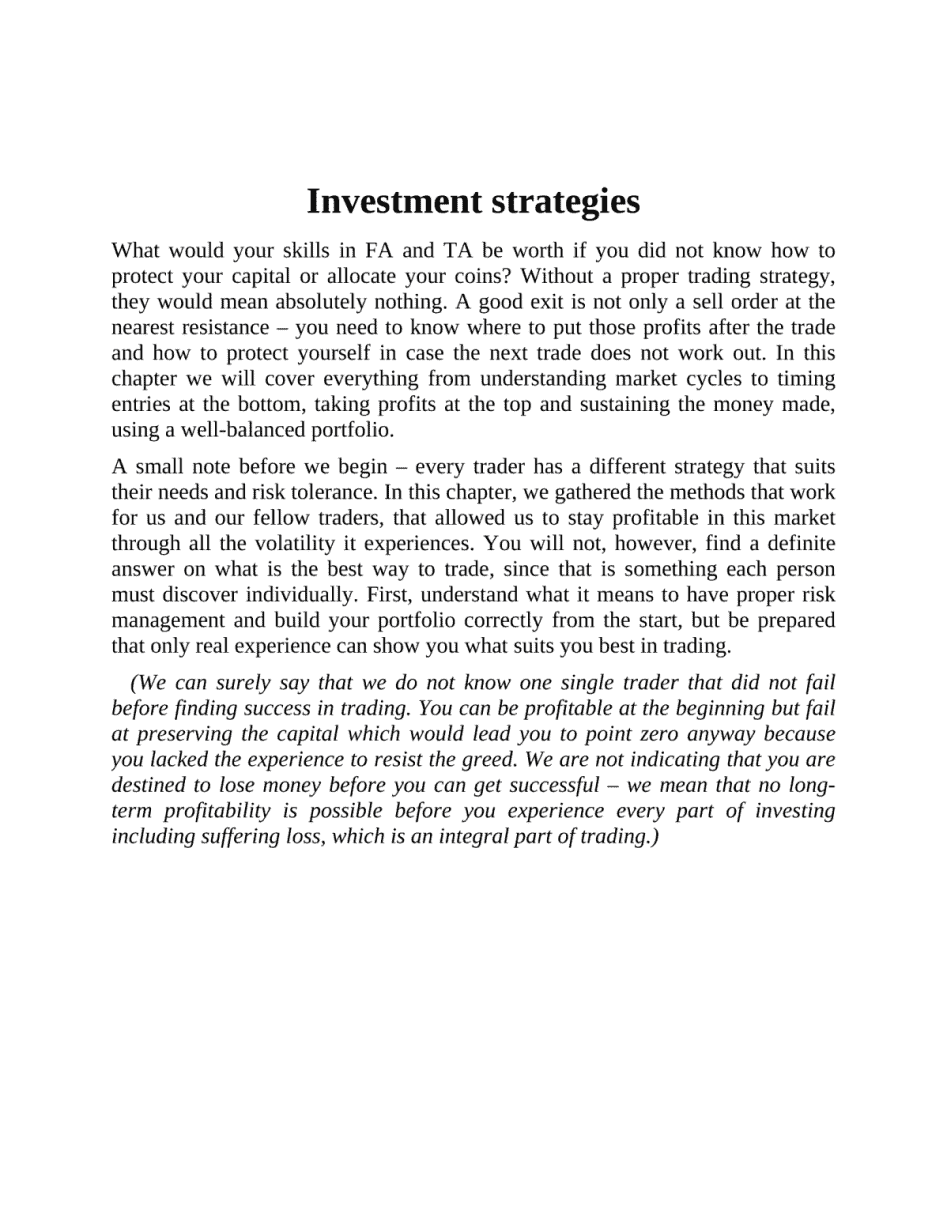 Investment strategies
What would your skills in FA and TA be worth if you did not know how to
protect your capital or allocate your coins? Without a proper trading strategy,
they would mean absolutely nothing. A good exit is not only a sell order at the
nearest resistance – you need to know where to put those profits after the trade
and how to protect yourself in case the next trade does not work out. In this
chapter we will cover everything from understanding market cycles to timing
entries at the bottom, taking profits at the top and sustaining the money made,
using a well-balanced portfolio.
A small note before we begin – every trader has a different strategy that suits
their needs and risk tolerance. In this chapter, we gathered the methods that work
for us and our fellow traders, that allowed us to stay profitable in this market
through all the volatility it experiences. You will not, however, find a definite
answer on what is the best way to trade, since that is something each person
must discover individually. First, understand what it means to have proper risk
management and build your portfolio correctly from the start, but be prepared
that only real experience can show you what suits you best in trading.
(We can surely say that we do not know one single trader that did not fail
before finding success in trading. You can be profitable at the beginning but fail
at preserving the capital which would lead you to point zero anyway because
you lacked the experience to resist the greed. We are not indicating that you are
destined to lose money before you can get successful – we mean that no long-
term profitability is possible before you experience every part of investing
including suffering loss, which is an integral part of trading.)